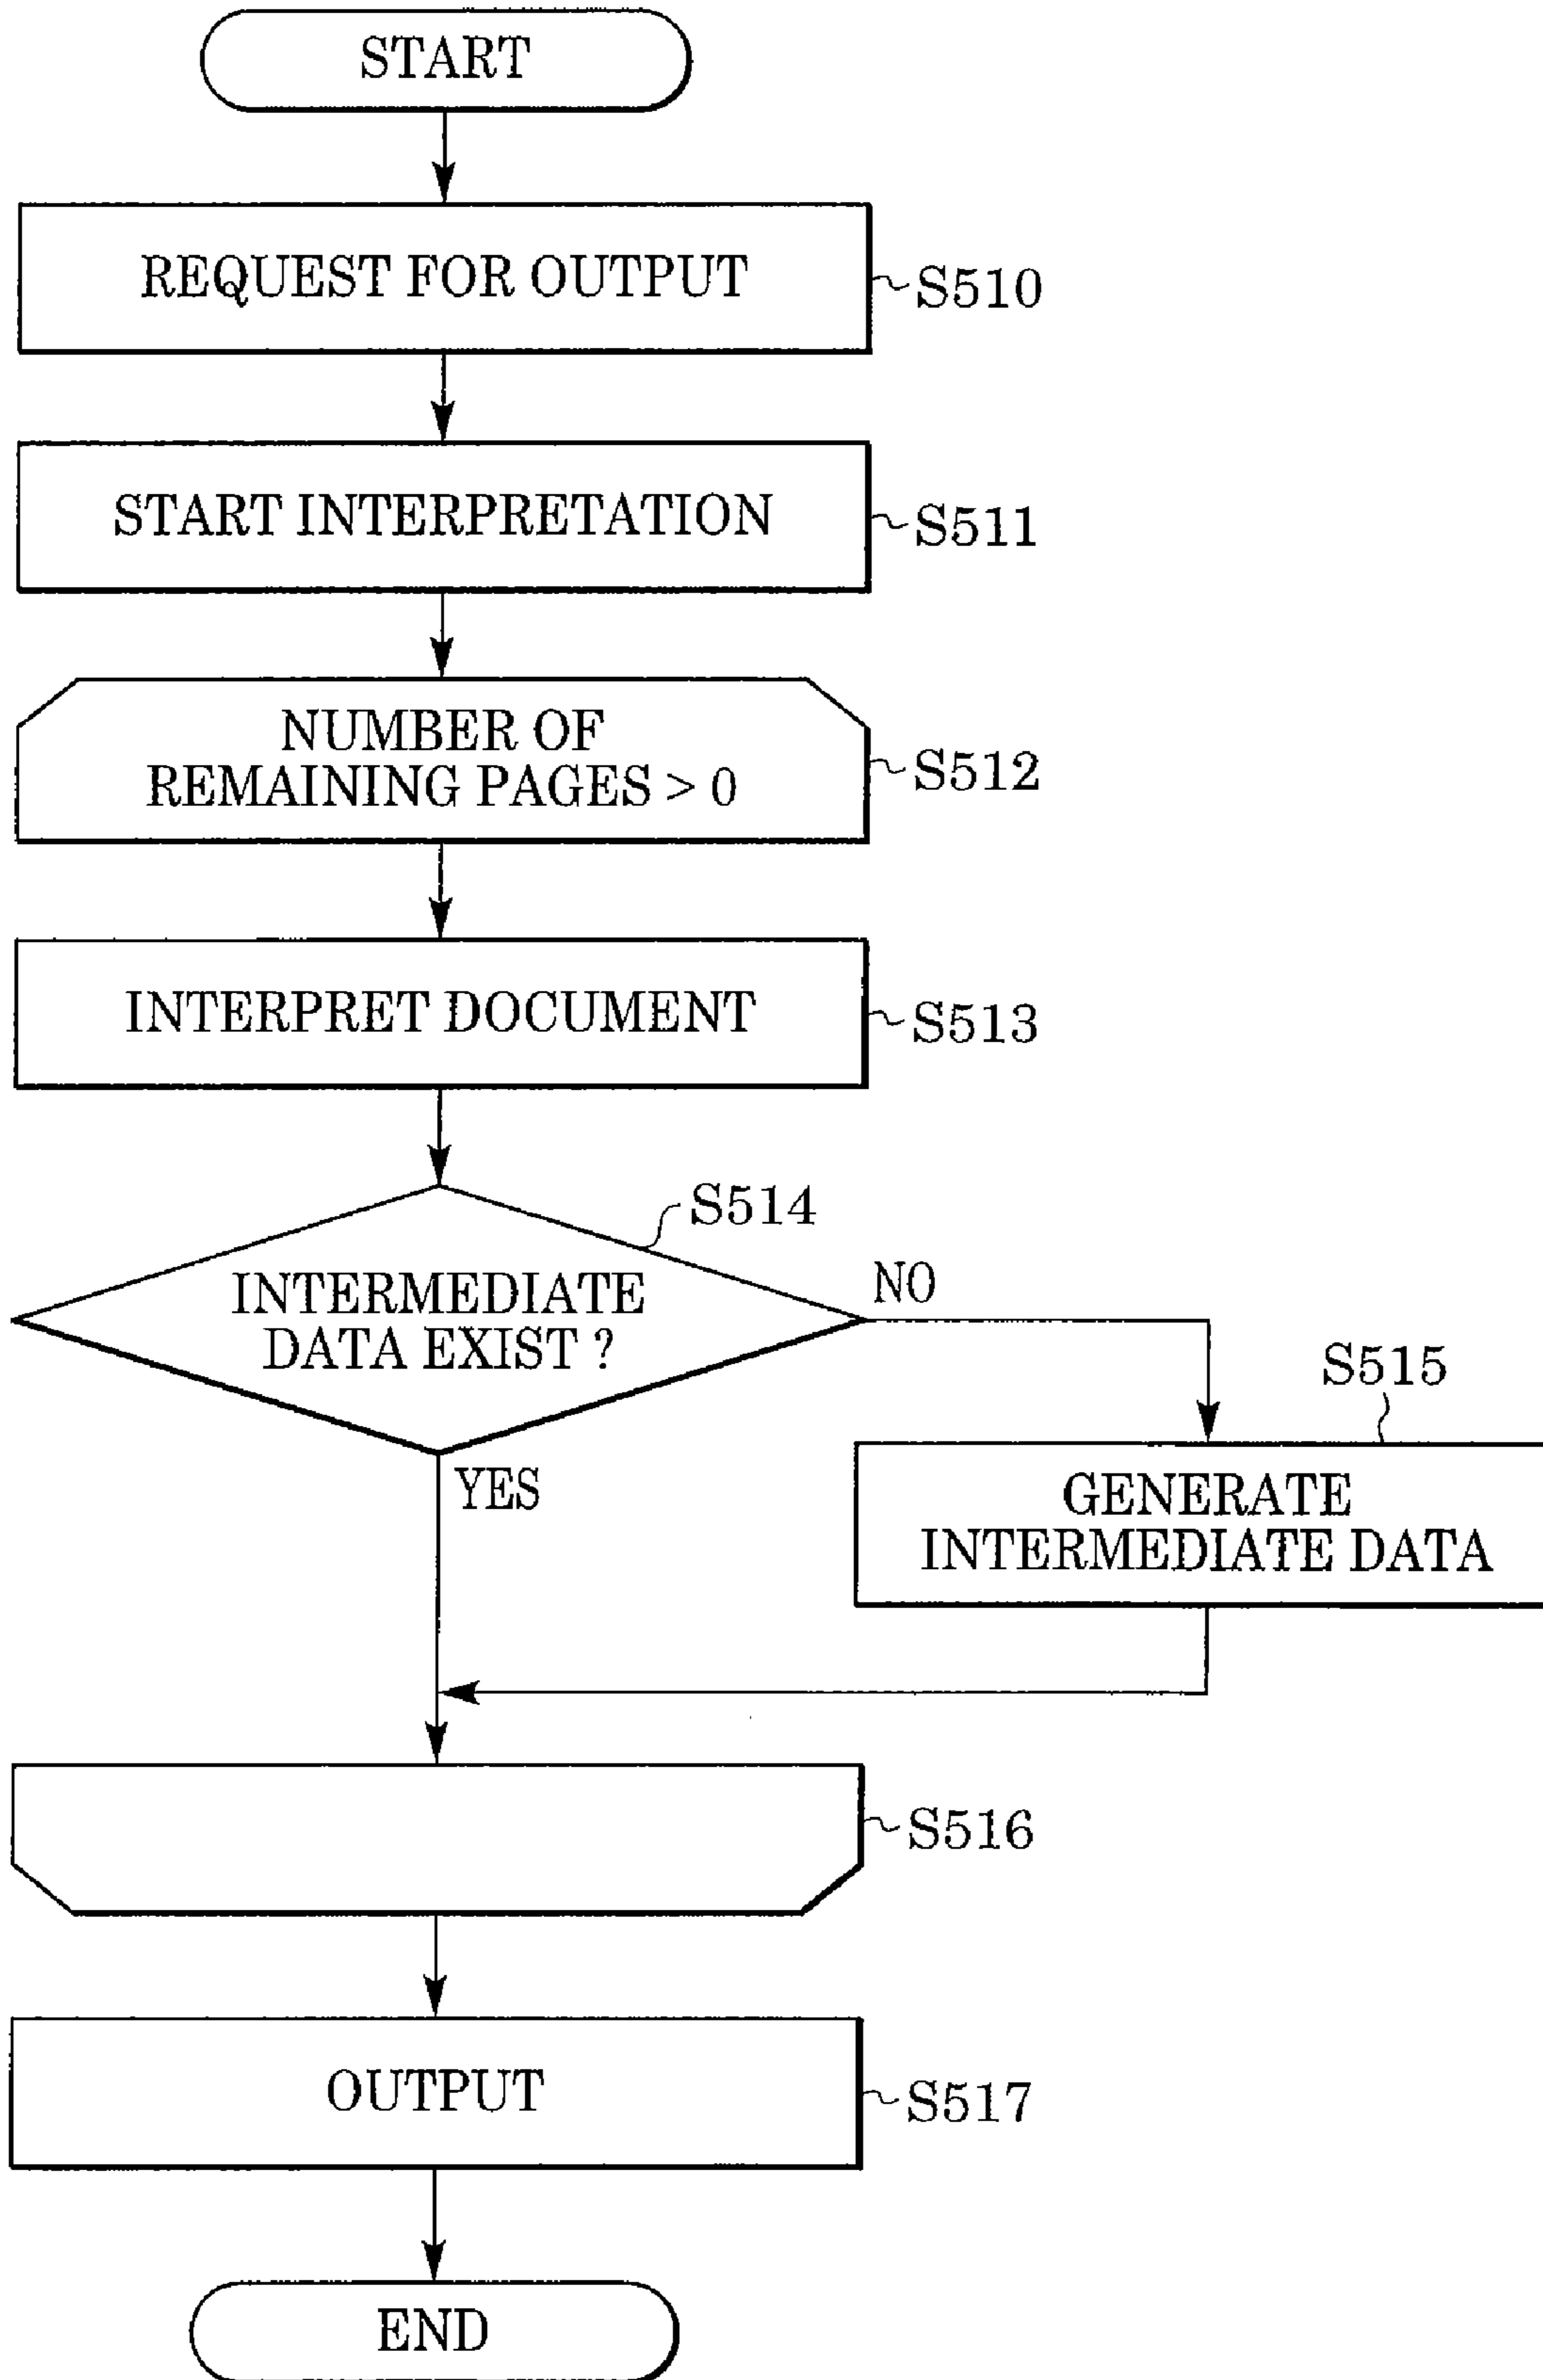 START
REQUEST FOR OUTPUT
S510
START INTERPRETATION
S511
NUMBER OF
REMAINING PAGES > 0
S512
INTERPRET DOCUMENT
S513
S514
INTERMEDIATE
DATA EXIST ?
NO
YES
S515
GENERATE
INTERMEDIATE DATA
S516
OUTPUT
S517
END